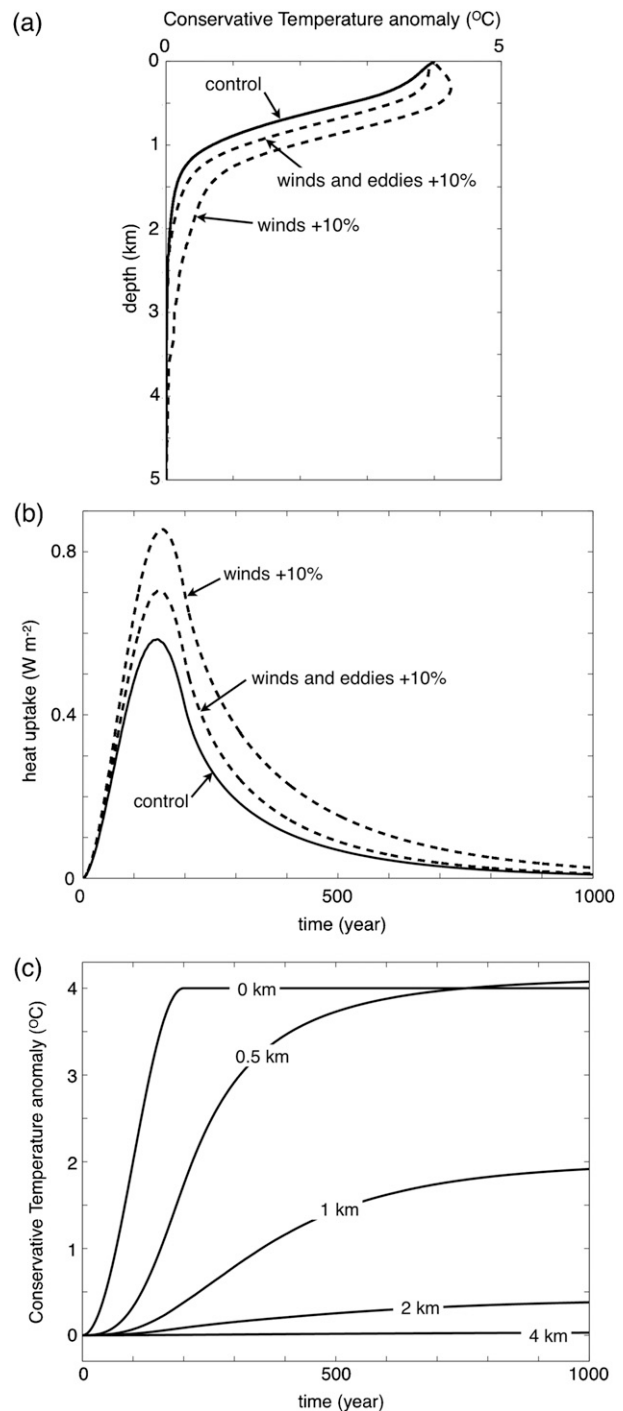 (a)
Conservative Temperature anomaly (ºC)
0 5
0
control
1
winds and eddies +10%
winds +10%
2
3
4
5
depth (km)
(b)
0.8
winds +10%
0.4
winds and eddies +10%
control
0
heat uptake (W m-2)
0 500 1000
time (year)
(c)
4
0 km
0.5 km
3
2
1 km
1
2 km
0
4 km
Conservative Temperature anomaly (ºC)
0 500 1000
time (year)